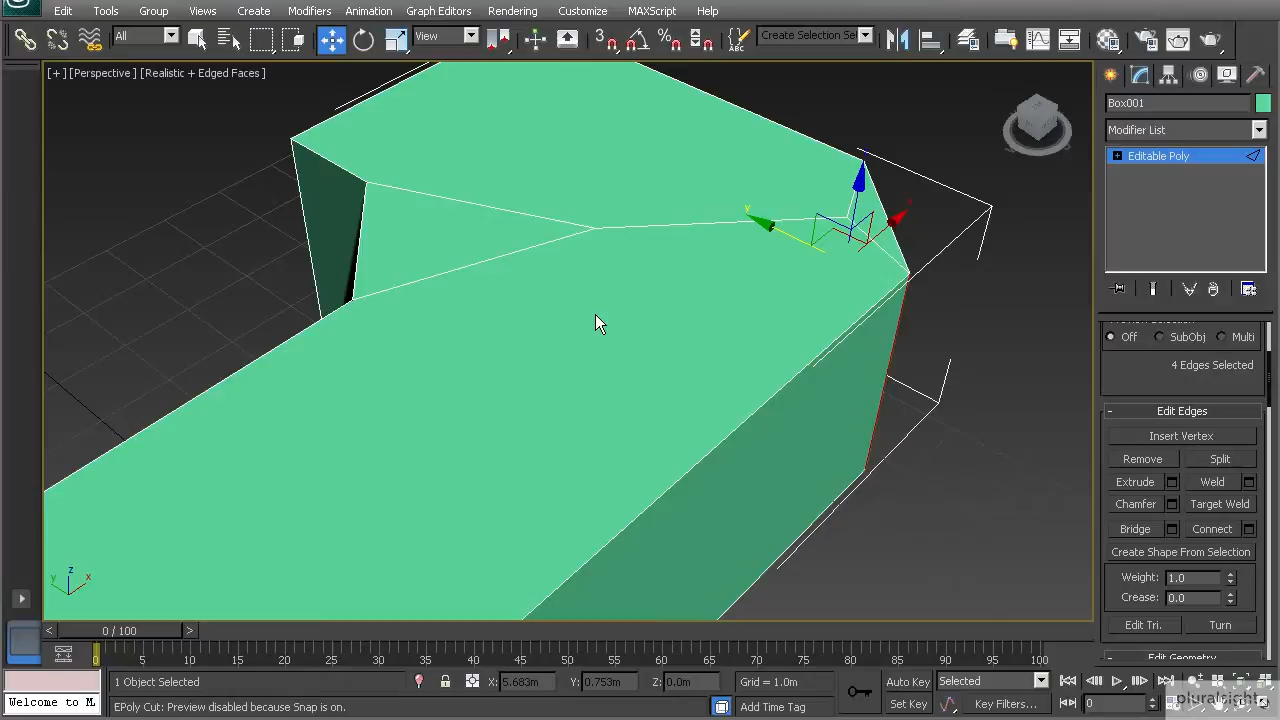 Edit Tools Group Views Create Modifiers Animation Graph Editors Rendering Customize MAXScript Help
All View 3 Create Selection Se
[+] [Perspective] [Realistic + Edged Faces]
Box001
Modifier List
Editable Poly
y
Off SubObj Multi
4 Edges Selected
- Edit Edges
Insert Vertex
Remove Split
Extrude Weld
Chamfer Target Weld
Bridge Connect
Create Shape From Selection
Weight: 1.0
Crease: 0.0
Edit Tri. Turn
Edit Geometry
z
y x
< 0 / 100 >
0 5 10 15 20 25 30 35 40 45 50 55 60 65 70 75 80 85 90 95 100
1 Object Selected X: 5.683m Y: 0.753m Z: 0.0m Grid = 1.0m Auto Key Selected
Welcome to M EPoly Cut: Preview disabled because Snap is on. Add Time Tag Set Key Key Filters... 0
pluralsight